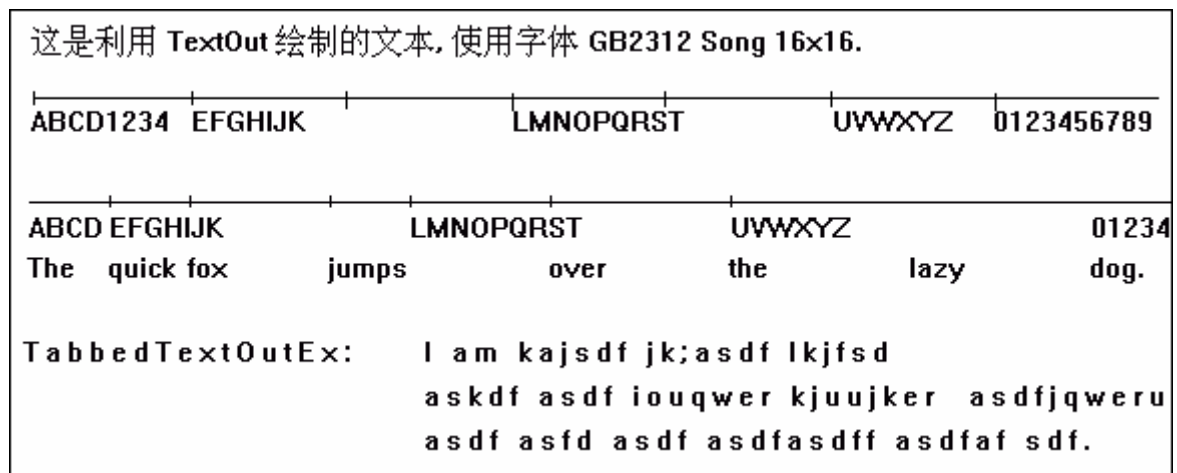 这是利用 TextOut 绘制的文本, 使用字体 GB2312 Song 16x16.
ABCD1234 EFGHIJK LMNOPQRST UVWXYZ 0123456789
ABCD EFGHIJK LMNOPQRST UVWXYZ 01234
The quick fox jumps over the lazy dog.
TabbedTextOutEx: I am kajsdf jk;asdf lkjfsd
askdf asdf iouqwer kjuujker asdfjqweru
asdf asfd asdf asdfasdff asdfaf sdf.